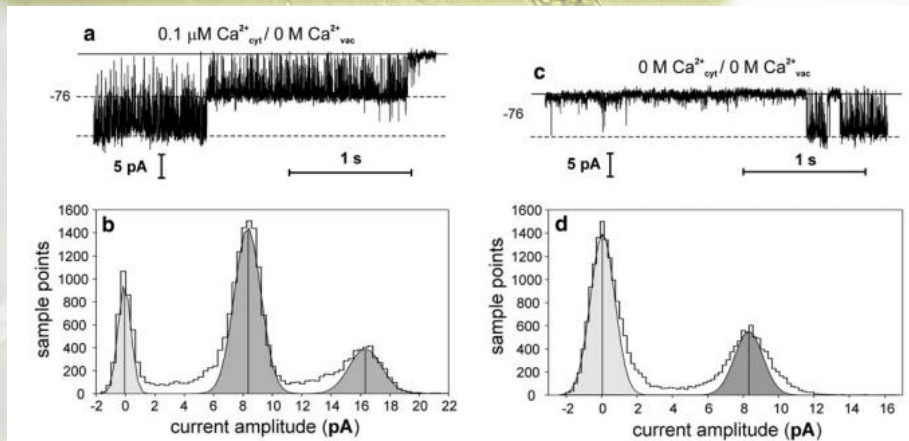 a
0.1 µM Ca²⁺cyt / 0 M Ca²⁺vac
-76
5 pA
1 s
c
0 M Ca²⁺cyt / 0 M Ca²⁺vac
-76
5 pA
1 s
b
1600
1400
1200
1000
800
600
400
200
0
sample points
-2 0 2 4 6 8 10 12 14 16 18 20 22
current amplitude (pA)
d
1600
1400
1200
1000
800
600
400
200
0
sample points
-2 0 2 4 6 8 10 12 14 16
current amplitude (pA)